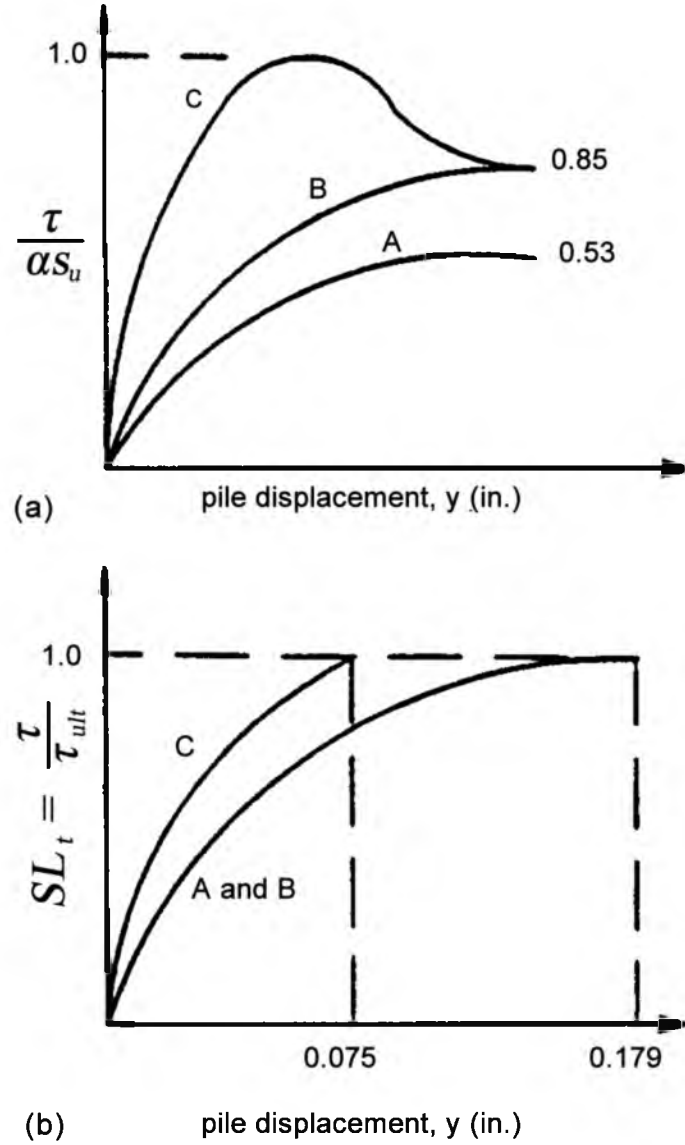 1.0
C
0.85
B
τ
αs_u
A
0.53
pile displacement, y (in.)
(a)
1.0
SL_t = τ/τ_ult
C
A and B
0.075
0.179
(b)
pile displacement, y (in.)